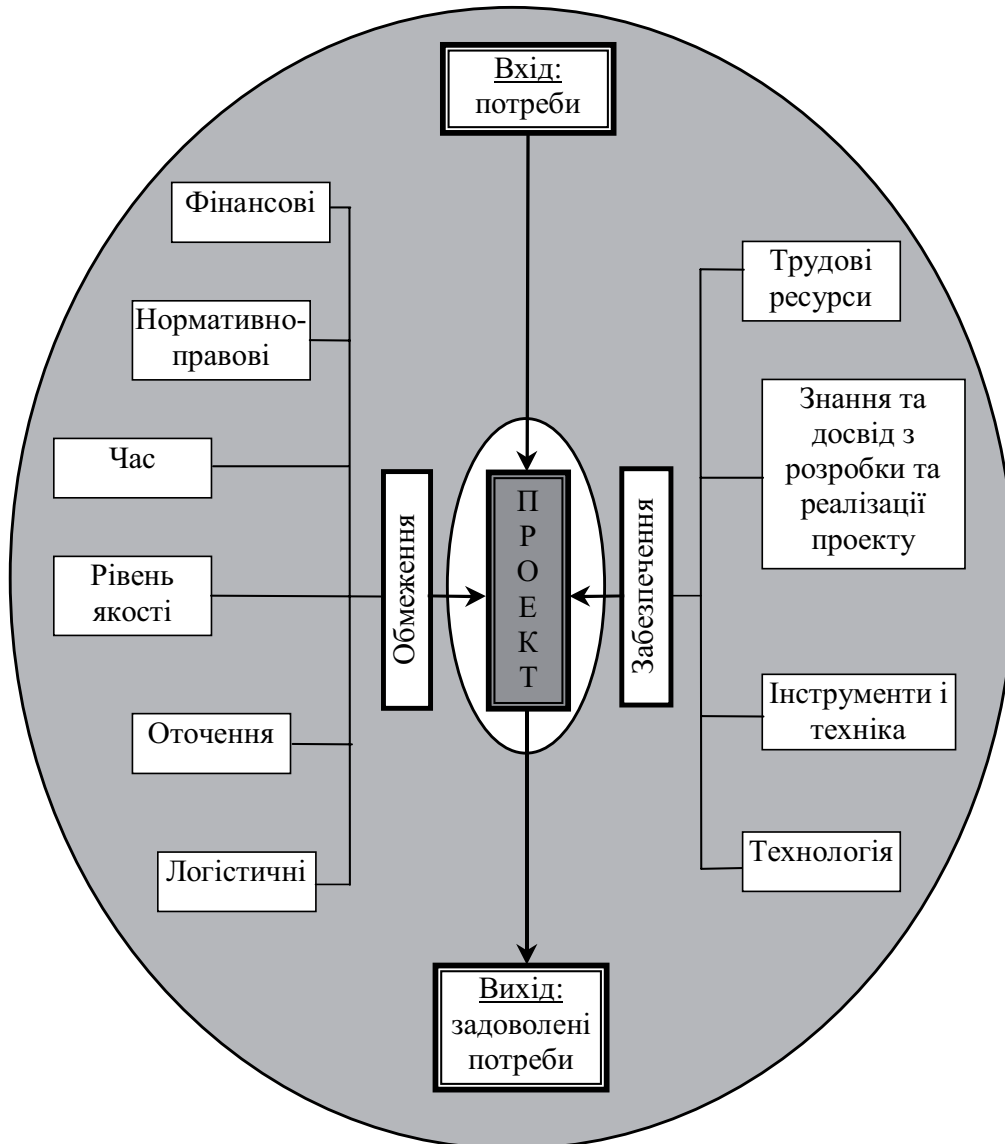 Вхід:
потреби
Фінансові
Нормативно-
правові
Час
Рівень
якості
Оточення
Логістичні
Обмеження
ПРОЕКТ
Забезпечення
Трудові
ресурси
Знання та
досвід з
розробки та
реалізації
проекту
Інструменти і
техніка
Технологія
Вихід:
задоволені
потреби